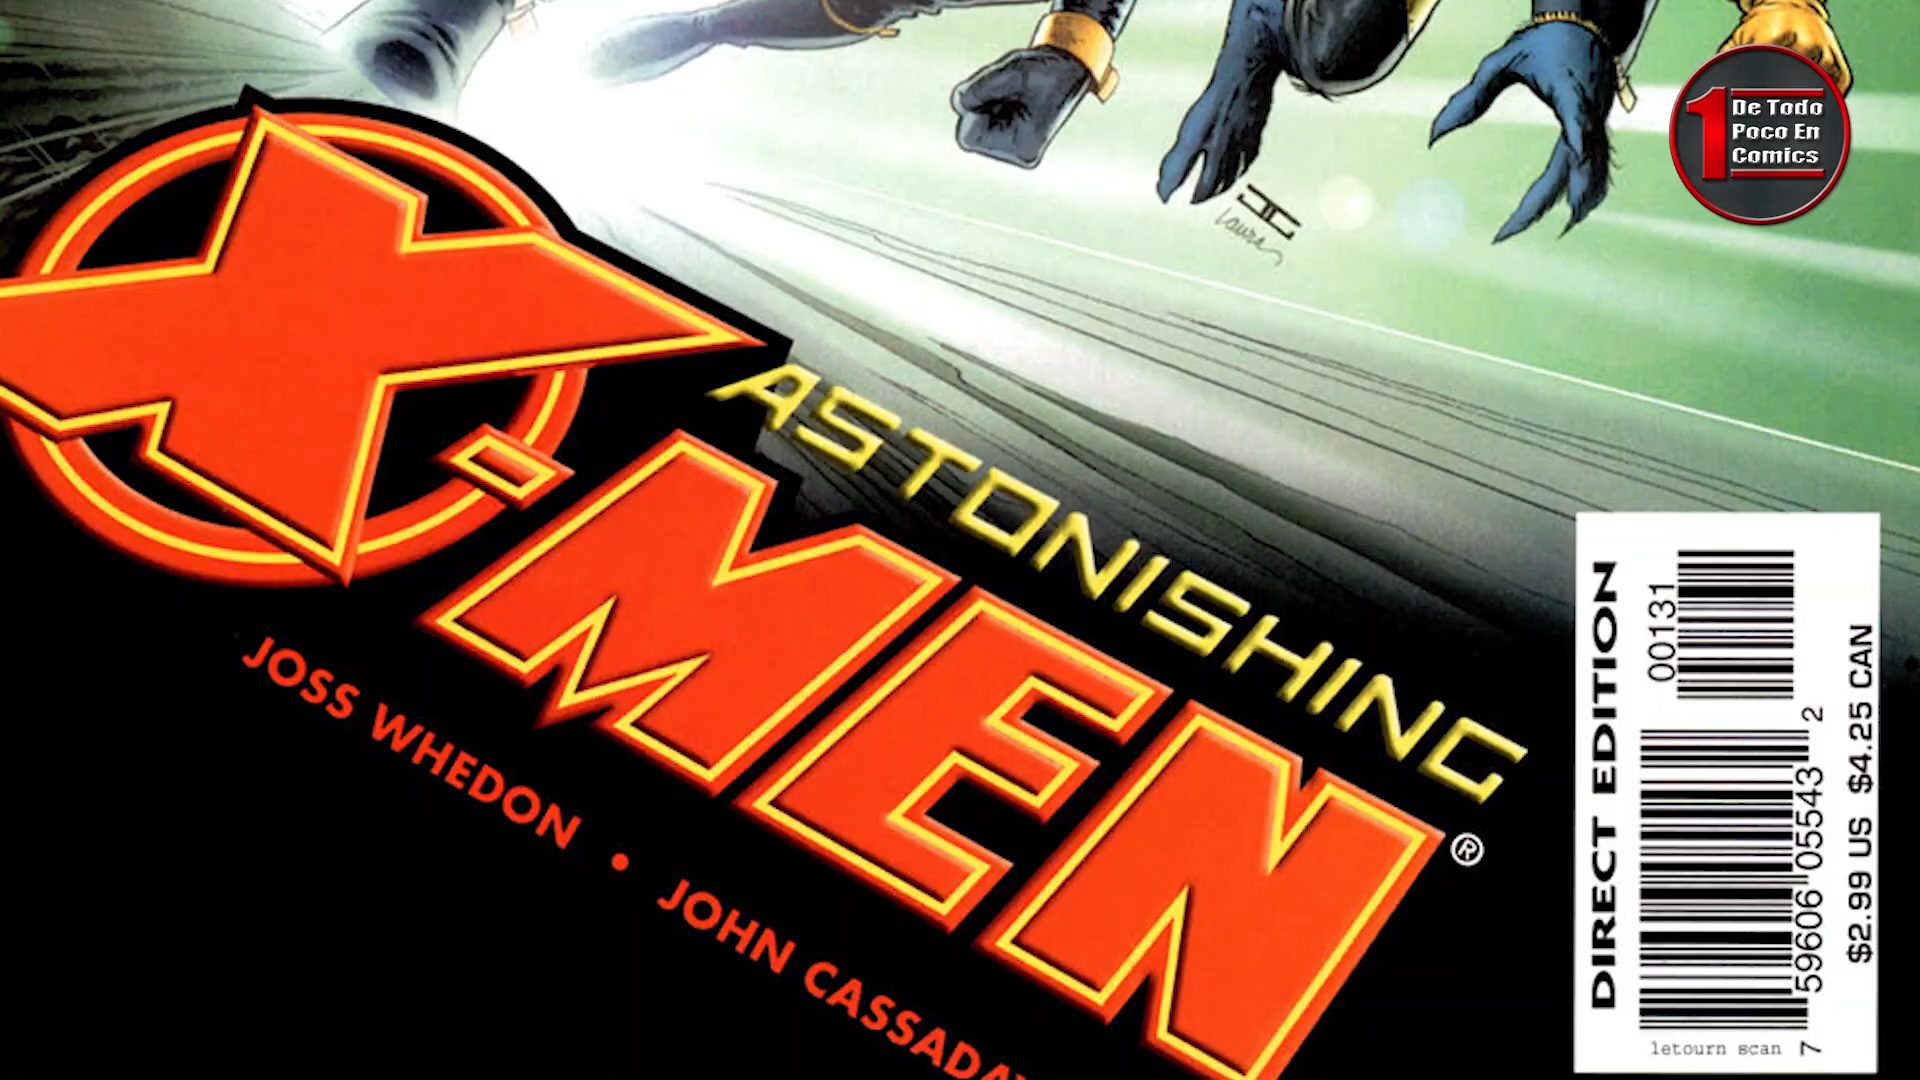 1 De Todo
Poco En
Comics
Laura
X-MEN
ASTONISHING
JOSS WHEDON • JOHN CASSADA
®
DIRECT EDITION
00131
7 59606 05543 2
$2.99 US $4.25 CAN
letourn scan